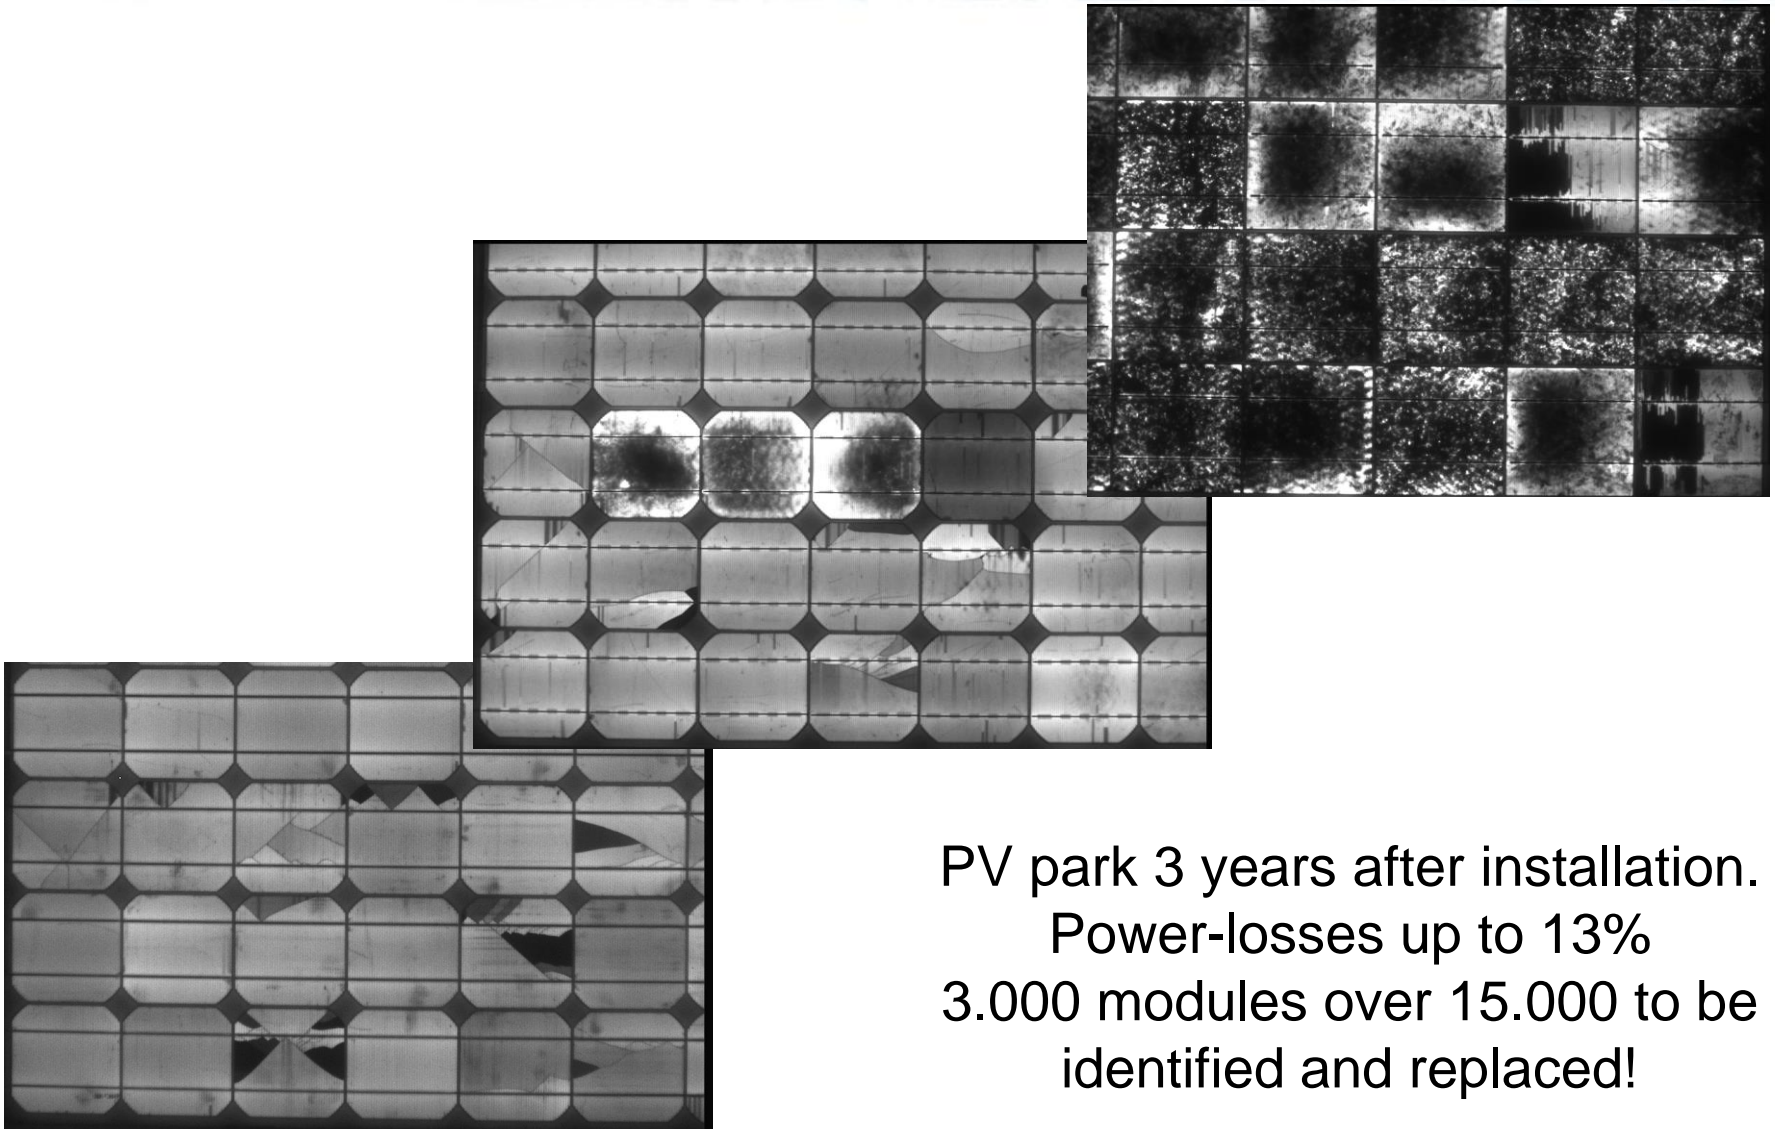 PV park 3 years after installation.
Power-losses up to 13%
3.000 modules over 15.000 to be
identified and replaced!